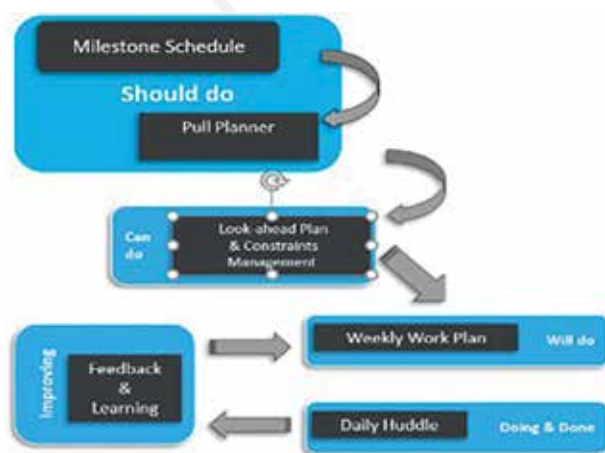 Milestone Schedule
Should do
Pull Planner
Can
do
Look-ahead Plan
& Constraints
Management
Weekly Work Plan
Will do
Improving
Feedback
&
Learning
Daily Huddle
Doing & Done